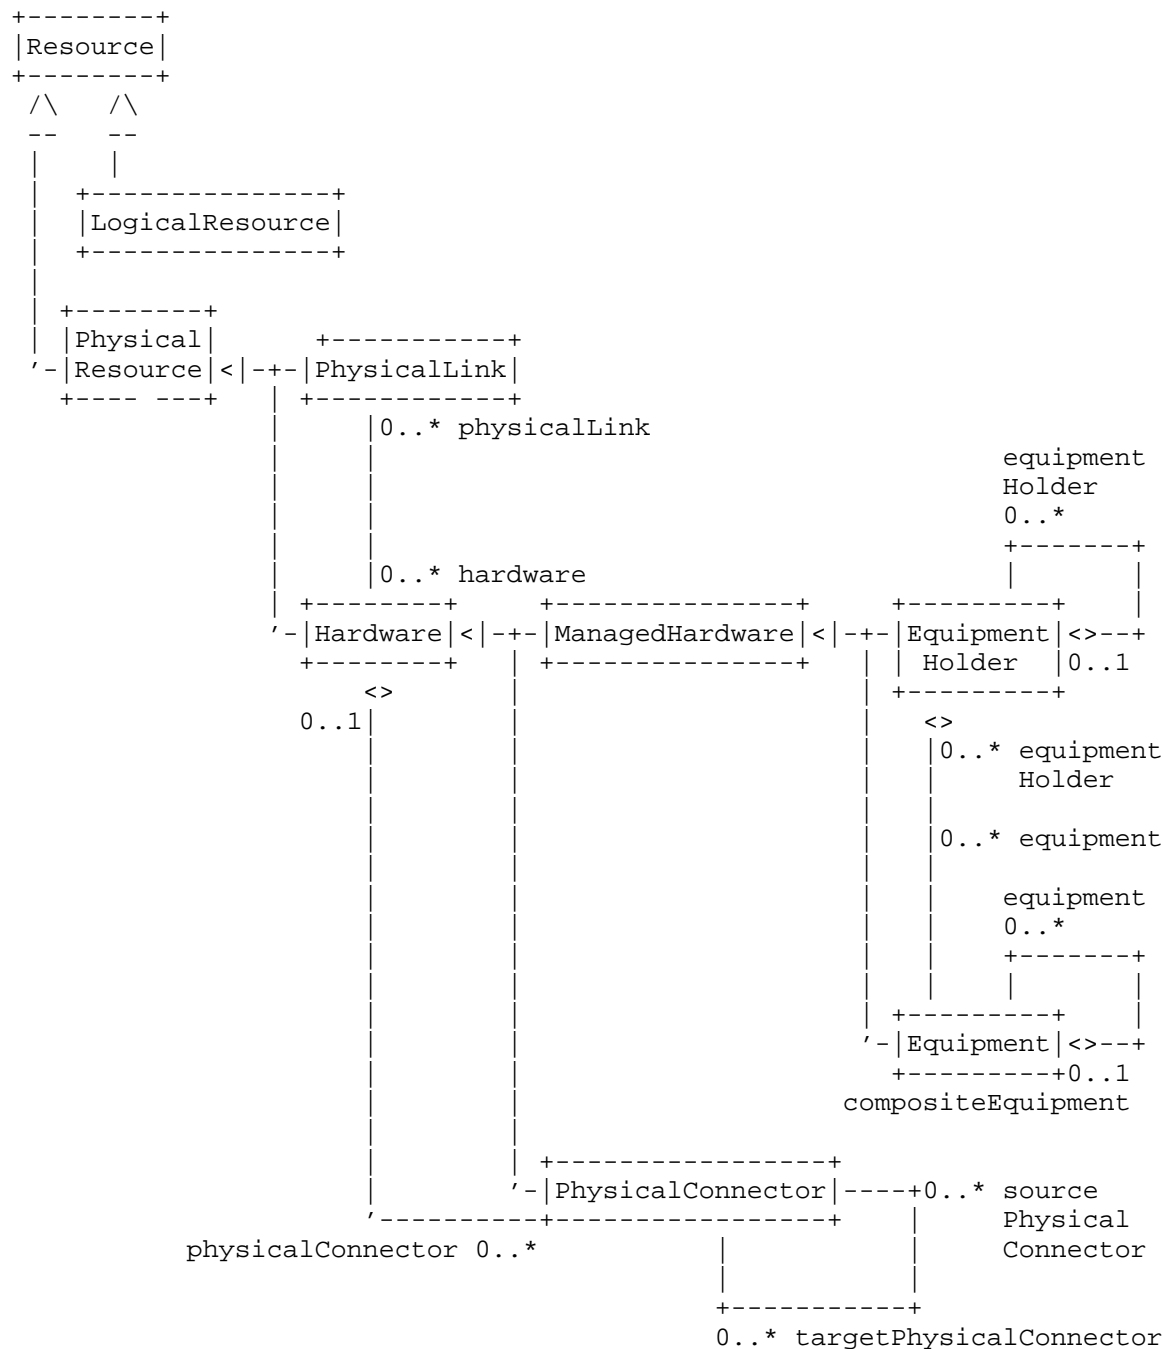 +--------+
|Resource|
+--------+
 /\   /\
 --   --
 |    |
 |  +---------------+
 |  |LogicalResource|
 |  +---------------+
 |
 | +--------+
 | |Physical|      +-----------+
 '-|Resource|<|-+-|PhysicalLink|
   +---- ---+   | +------------+
                |     |0..* physicalLink
                |     |                      equipment
                |     |                      Holder
                |     |                      0..*
                |     |                      +-------+
                |     |0..* hardware         |       |
                | +--------+     +---------------+     +---------+    |
                '-|Hardware|<|-+-|ManagedHardware|<|-+-|Equipment|<>--+
                  +--------+   | +---------------+   | | Holder  |0..1
                      <>       |                     | +---------+
                  0..1|        |                     |   <>
                      |        |                     |   |0..* equipment
                      |        |                     |   |     Holder
                      |        |                     |   |
                      |        |                     |   |0..* equipment
                      |        |                     |   |
                      |        |                     |   |    equipment
                      |        |                     |   |    0..*
                      |        |                     |   |    +-------+
                      |        |                     |   |    |       |
                      |        |                     | +---------+    |
                      |        |                     '-|Equipment|<>--+
                      |        |                       +---------+0..1
                      |        |                    compositeEquipment
                      |        |
                      |        | +-----------------+
                      |        '-|PhysicalConnector|----+0..* source
                      '----------+-----------------+    |     Physical
          physicalConnector 0..*            |           |     Connector
                                            |           |
                                            +-----------+
                                            0..* targetPhysicalConnector